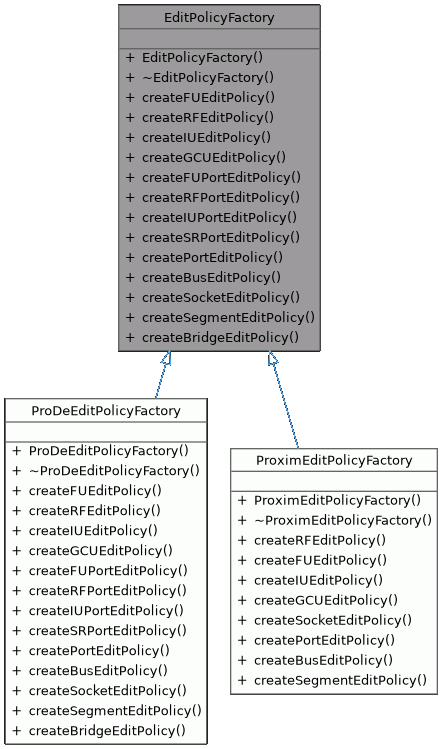 EditPolicyFactory
+ EditPolicyFactory()
+ ~EditPolicyFactory()
+ createFUEditPolicy()
+ createRFEditPolicy()
+ createIUEditPolicy()
+ createGCUEditPolicy()
+ createFUPortEditPolicy()
+ createRFPortEditPolicy()
+ createIUPortEditPolicy()
+ createSRPortEditPolicy()
+ createPortEditPolicy()
+ createBusEditPolicy()
+ createSocketEditPolicy()
+ createSegmentEditPolicy()
+ createBridgeEditPolicy()
ProDeEditPolicyFactory
+ ProDeEditPolicyFactory()
+ ~ProDeEditPolicyFactory()
+ createFUEditPolicy()
+ createRFEditPolicy()
+ createIUEditPolicy()
+ createGCUEditPolicy()
+ createFUPortEditPolicy()
+ createRFPortEditPolicy()
+ createIUPortEditPolicy()
+ createSRPortEditPolicy()
+ createPortEditPolicy()
+ createBusEditPolicy()
+ createSocketEditPolicy()
+ createSegmentEditPolicy()
+ createBridgeEditPolicy()
ProximEditPolicyFactory
+ ProximEditPolicyFactory()
+ ~ProximEditPolicyFactory()
+ createRFEditPolicy()
+ createFUEditPolicy()
+ createIUEditPolicy()
+ createGCUEditPolicy()
+ createSocketEditPolicy()
+ createPortEditPolicy()
+ createBusEditPolicy()
+ createSegmentEditPolicy()